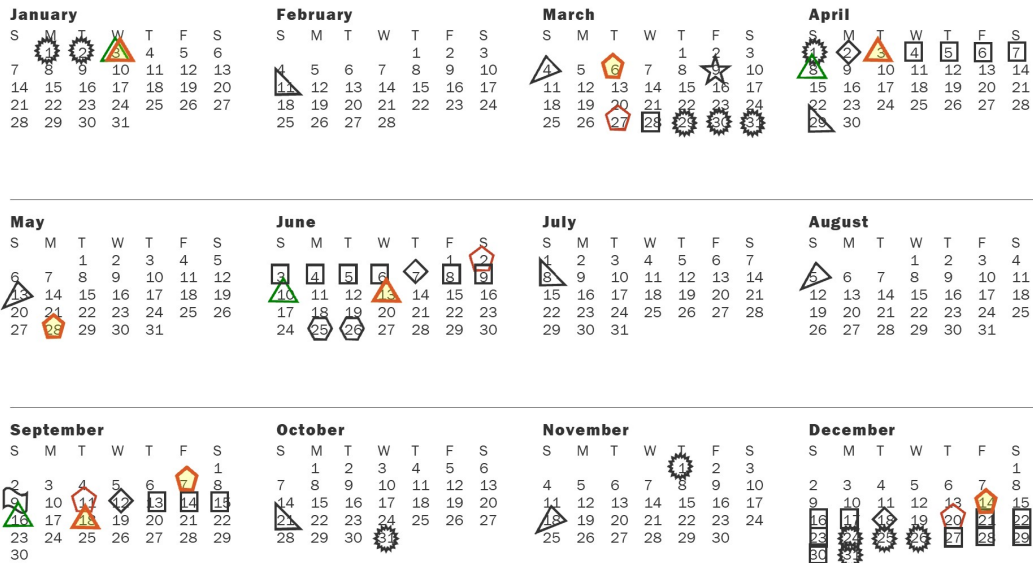 January
S M T W T F S
1 2 3 4 5 6
7 8 9 10 11 12 13
14 15 16 17 18 19 20
21 22 23 24 25 26 27
28 29 30 31
February
S M T W T F S
1 2 3
4 5 6 7 8 9 10
11 12 13 14 15 16 17
18 19 20 21 22 23 24
25 26 27 28
March
S M T W T F S
1 2 3
4 5 6 7 8 9 10
11 12 13 14 15 16 17
18 19 20 21 22 23 24
25 26 27 28 29 30 31
April
S M T W T F S
1 2 3 4 5 6 7
8 9 10 11 12 13 14
15 16 17 18 19 20 21
22 23 24 25 26 27 28
29 30
May
S M T W T F S
1 2 3 4 5
6 7 8 9 10 11 12
13 14 15 16 17 18 19
20 21 22 23 24 25 26
27 28 29 30 31
June
S M T W T F S
1 2
3 4 5 6 7 8 9
10 11 12 13 14 15 16
17 18 19 20 21 22 23
24 25 26 27 28 29 30
July
S M T W T F S
1 2 3 4 5 6 7
8 9 10 11 12 13 14
15 16 17 18 19 20 21
22 23 24 25 26 27 28
29 30 31
August
S M T W T F S
1 2 3 4
5 6 7 8 9 10 11
12 13 14 15 16 17 18
19 20 21 22 23 24 25
26 27 28 29 30 31
September
S M T W T F S
1
2 3 4 5 6 7 8
9 10 11 12 13 14 15
16 17 18 19 20 21 22
23 24 25 26 27 28 29
30
October
S M T W T F S
1 2 3 4 5 6
7 8 9 10 11 12 13
14 15 16 17 18 19 20
21 22 23 24 25 26 27
28 29 30 31
November
S M T W T F S
1 2 3
4 5 6 7 8 9 10
11 12 13 14 15 16 17
18 19 20 21 22 23 24
25 26 27 28 29 30
December
S M T W T F S
1
2 3 4 5 6 7 8
9 10 11 12 13 14 15
16 17 18 19 20 21 22
23 24 25 26 27 28 29
30 31